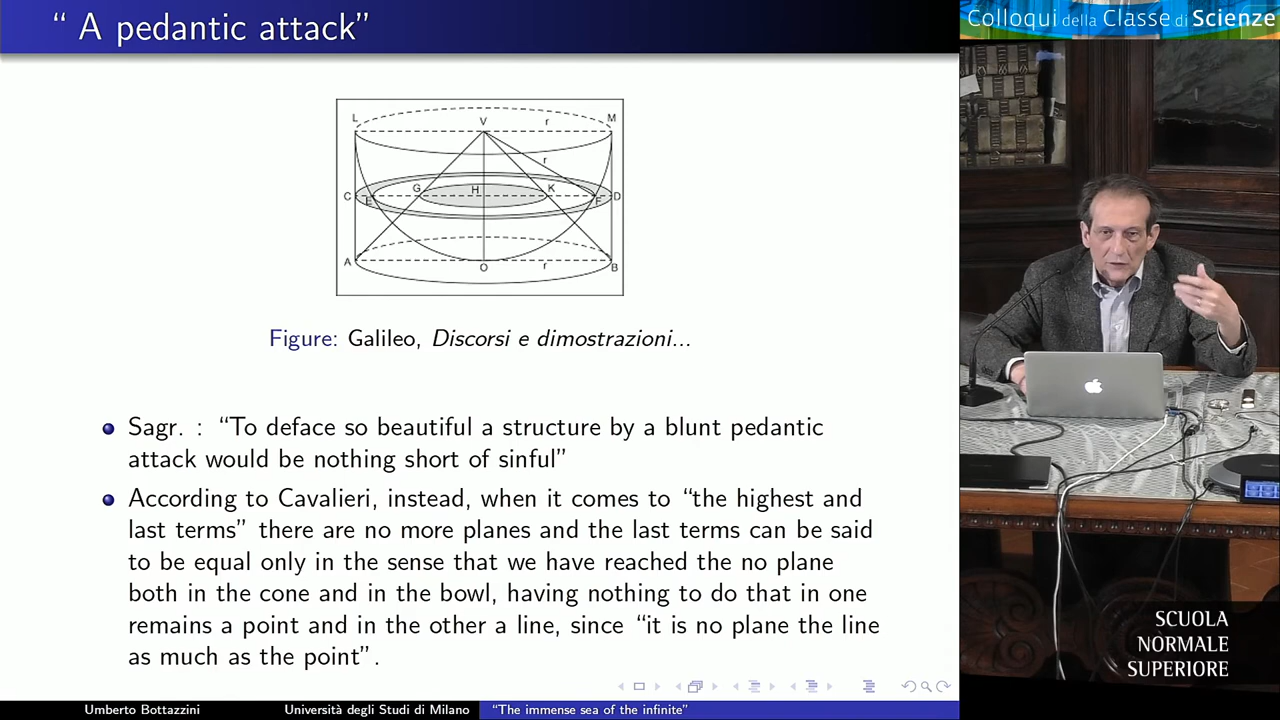 “ A pedantic attack”
Colloqui della Classe di Scienze
L
V
r
M
r
C
E
G
H
K
F
D
A
O
r
B
Figure: Galileo, Discorsi e dimostrazioni...
Sagr. : “To deface so beautiful a structure by a blunt pedantic
attack would be nothing short of sinful”
According to Cavalieri, instead, when it comes to “the highest and
last terms” there are no more planes and the last terms can be said
to be equal only in the sense that we have reached the no plane
both in the cone and in the bowl, having nothing to do that in one
remains a point and in the other a line, since “it is no plane the line
as much as the point”.
SCUOLA
NORMALE
SUPERIORE
Umberto Bottazzini
Università degli Studi di Milano
“The immense sea of the infinite”